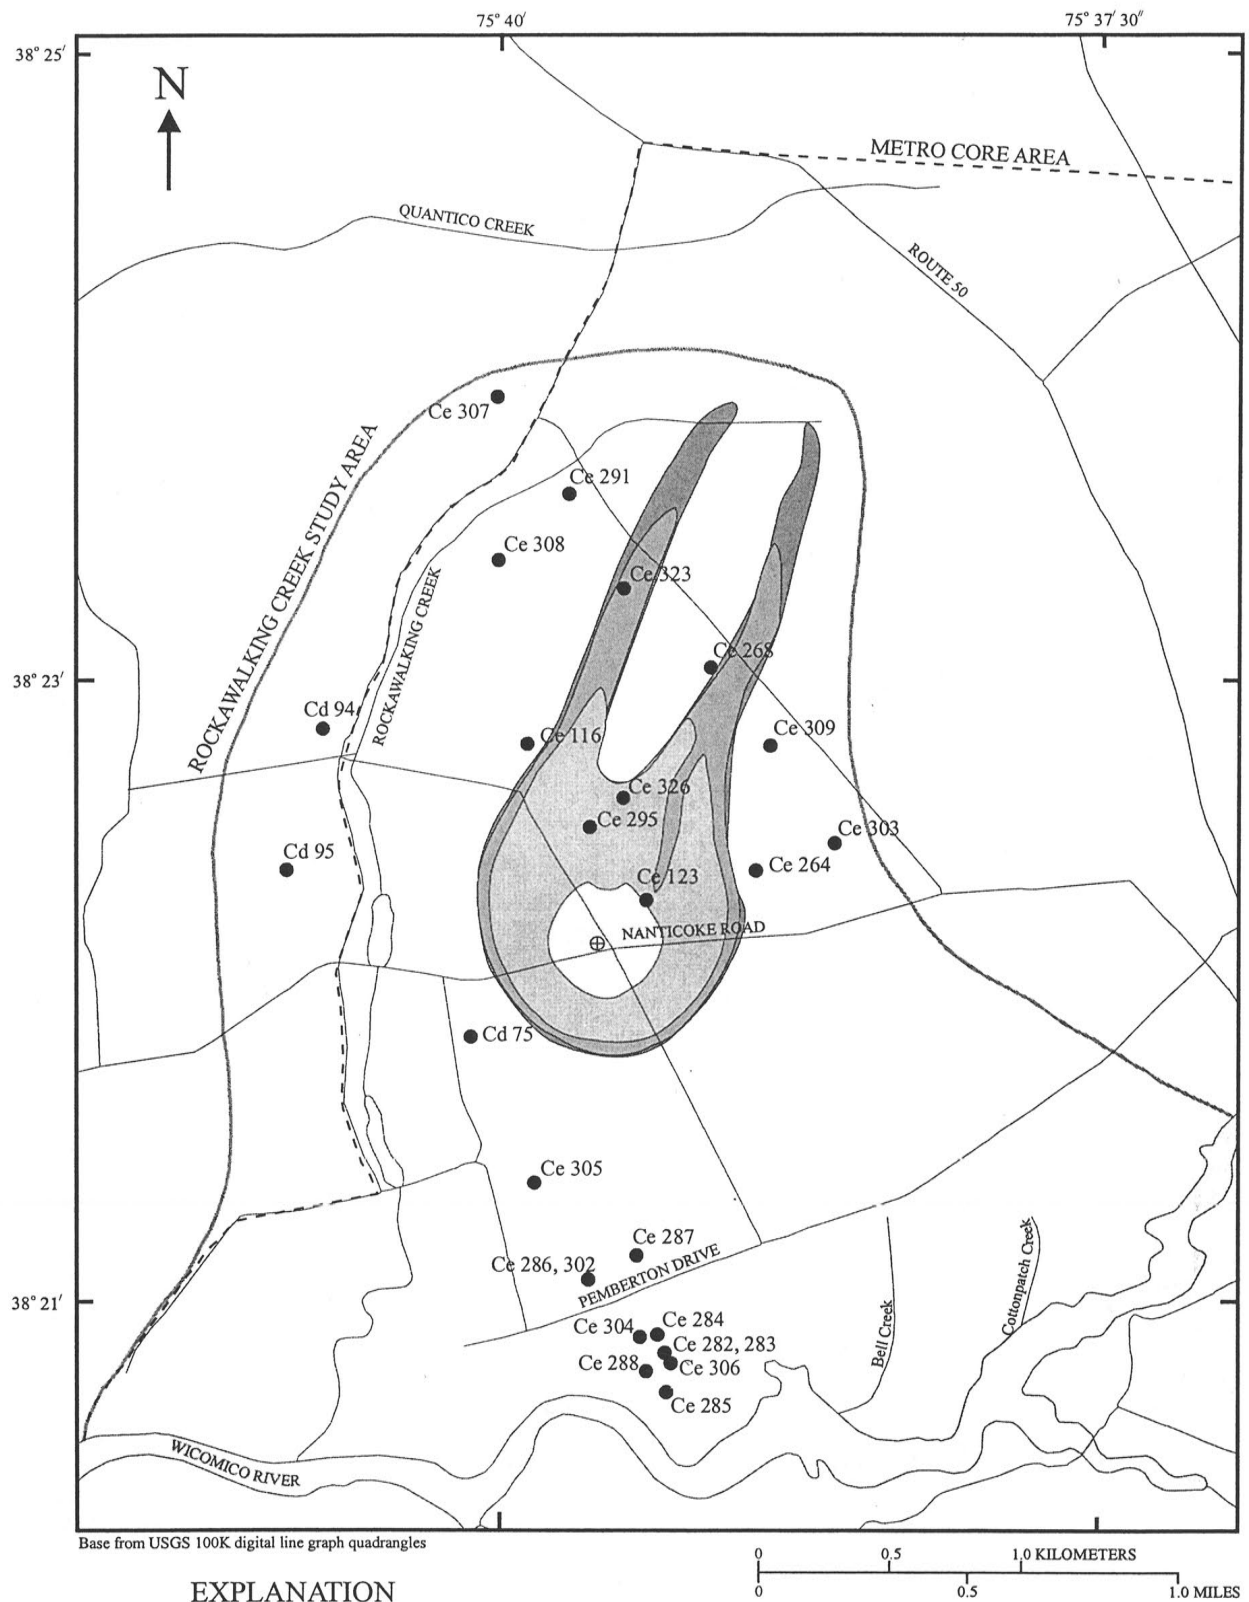 75° 40′
75° 37′ 30″
38° 25′
N
METRO CORE AREA
QUANTICO CREEK
ROUTE 50
Ce 307
ROCKAWALKING CREEK STUDY AREA
Ce 291
Ce 308
Ce 323
ROCKAWALKING CREEK
Ce 268
38° 23′
Cd 94
Ce 116
Ce 309
Ce 326
Ce 295
Ce 303
Cd 95
Ce 264
Ce 123
NANTICOKE ROAD
Cd 75
Ce 305
Ce 287
Ce 286, 302
PEMBERTON DRIVE
Cottonpatch Creek
38° 21′
Bell Creek
Ce 304
Ce 284
Ce 282, 283
Ce 288
Ce 306
Ce 285
WICOMICO RIVER
Base from USGS 100K digital line graph quadrangles
0 0.5 1.0 KILOMETERS
0 0.5 1.0 MILES
EXPLANATION